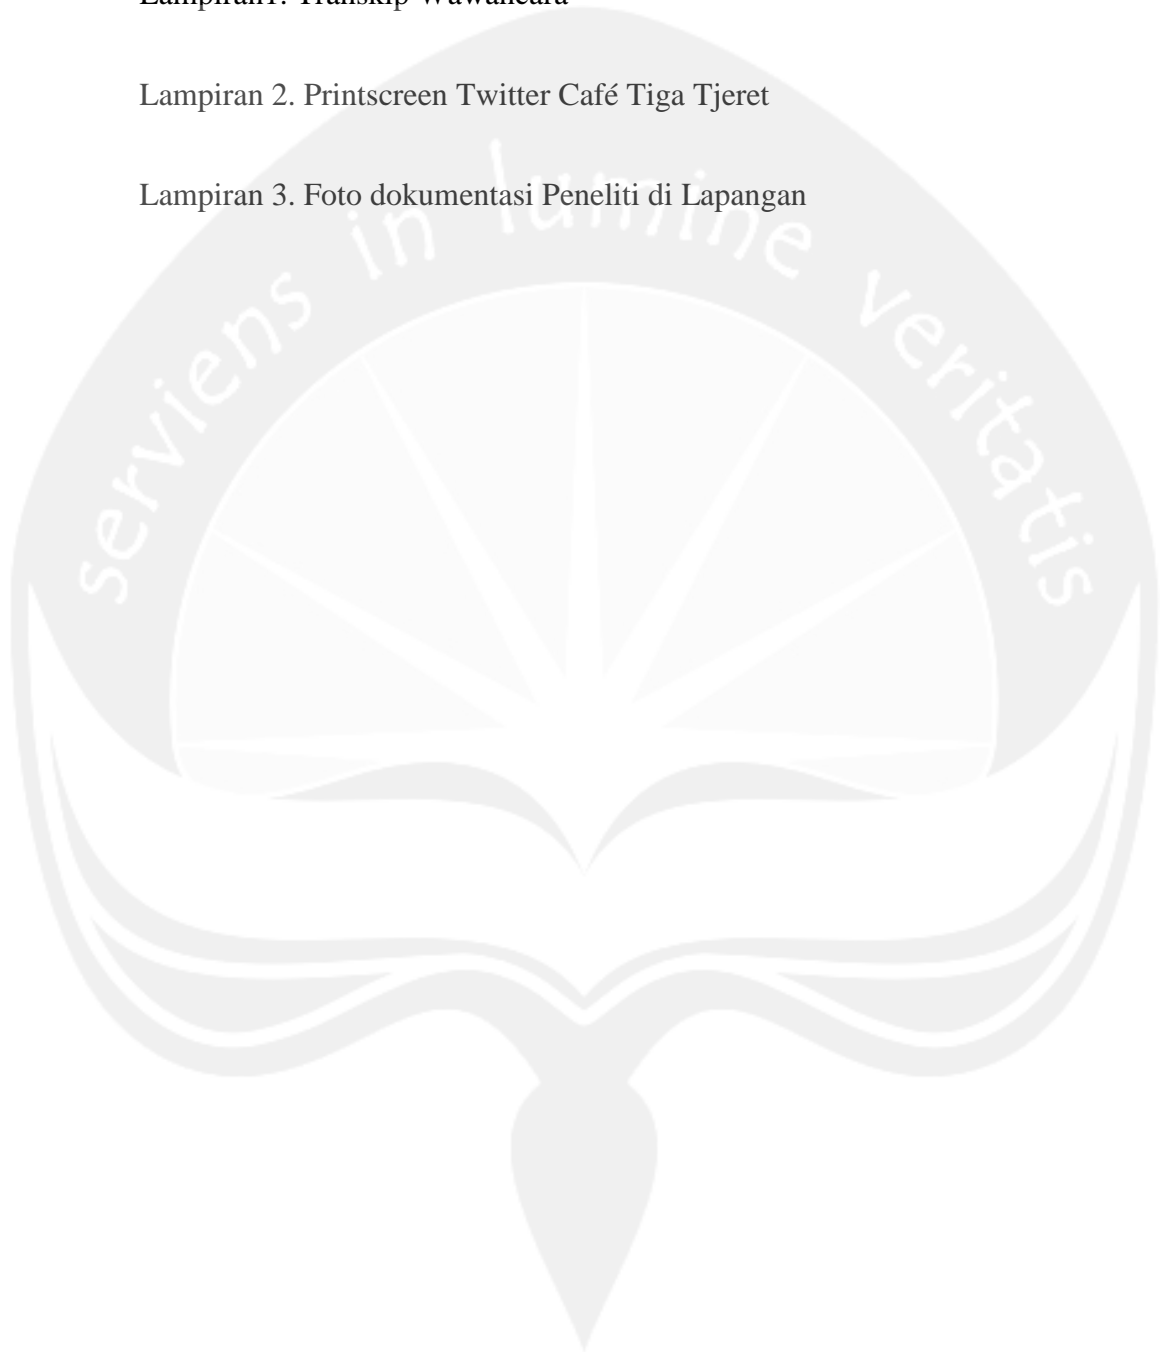 Lampiran1. Transkip Wawancara
Lampiran 2. Printscreen Twitter Café Tiga Tjeret
Lampiran 3. Foto dokumentasi Peneliti di Lapangan
serviens in lumine veritatis